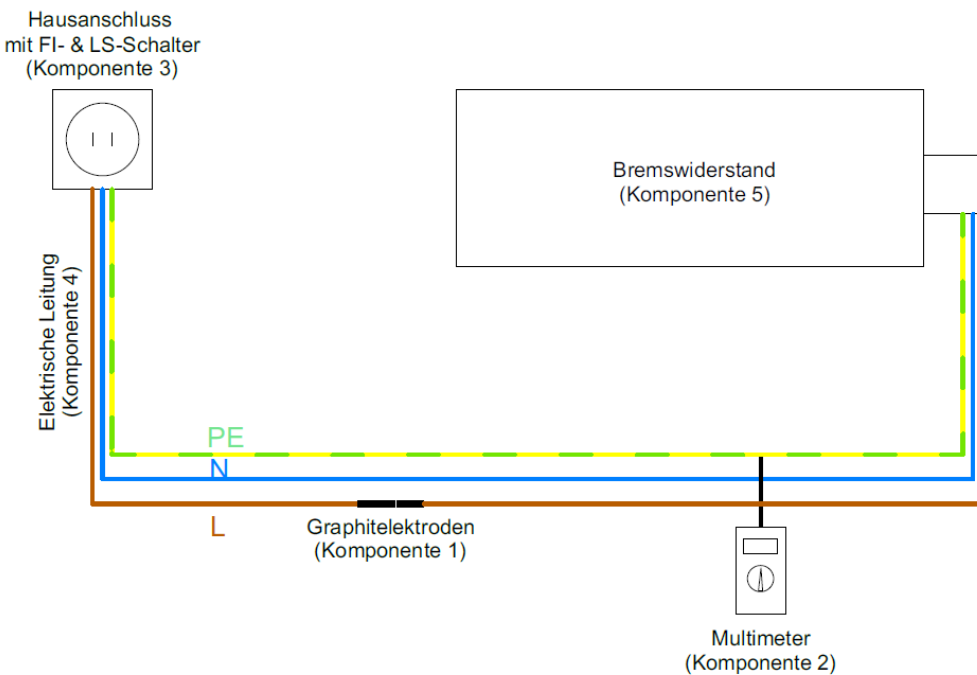 Hausanschluss
mit FI- & LS-Schalter
(Komponente 3)
Bremswiderstand
(Komponente 5)
Elektrische Leitung
(Komponente 4)
PE
N
L
Graphitelektroden
(Komponente 1)
Multimeter
(Komponente 2)